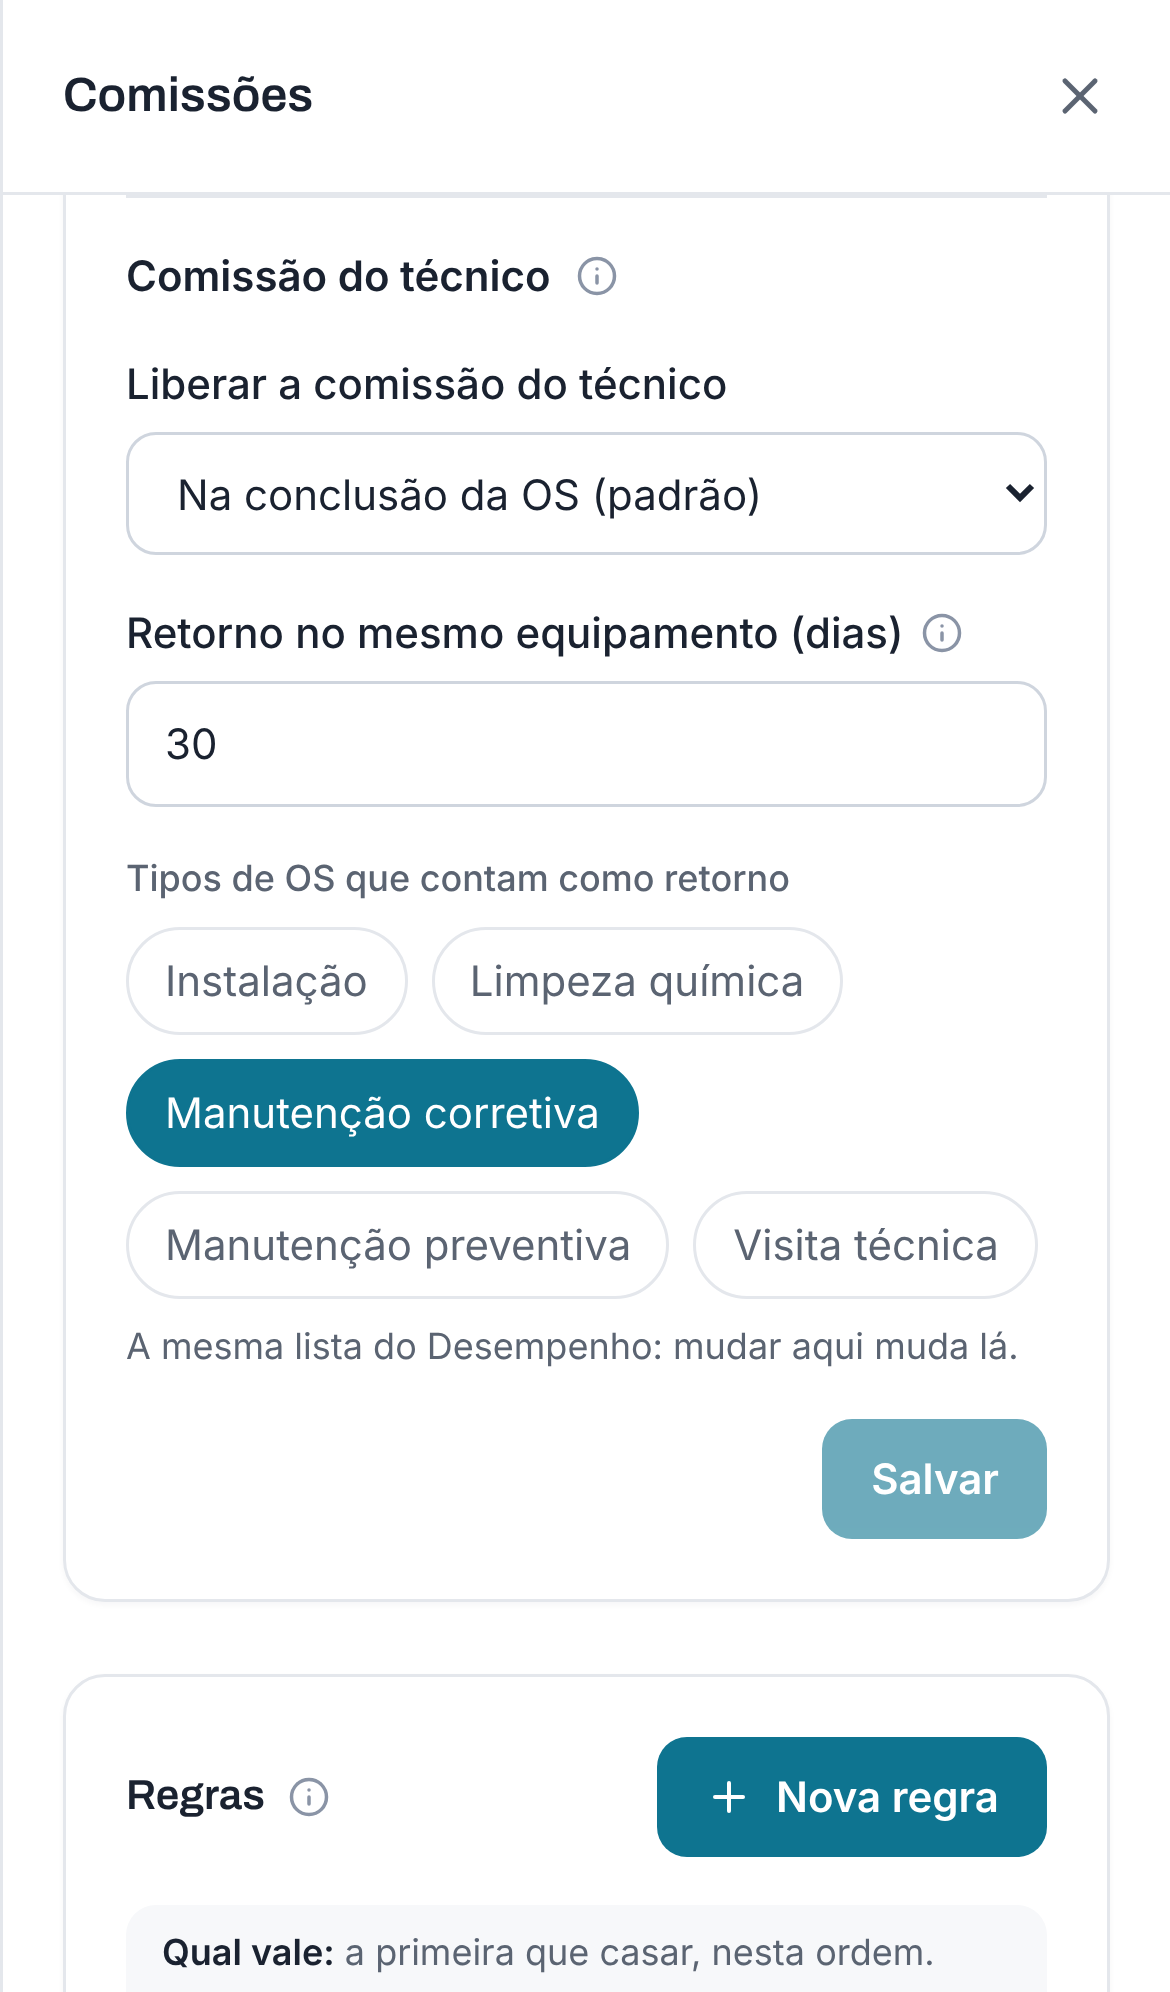 Comissões
Comissão do técnico
Liberar a comissão do técnico
Na conclusão da OS (padrão)
Retorno no mesmo equipamento (dias)
30
Tipos de OS que contam como retorno
Instalação
Limpeza química
Manutenção corretiva
Manutenção preventiva
Visita técnica
A mesma lista do Desempenho: mudar aqui muda lá.
Salvar
Regras
+ Nova regra
Qual vale: a primeira que casar, nesta ordem.